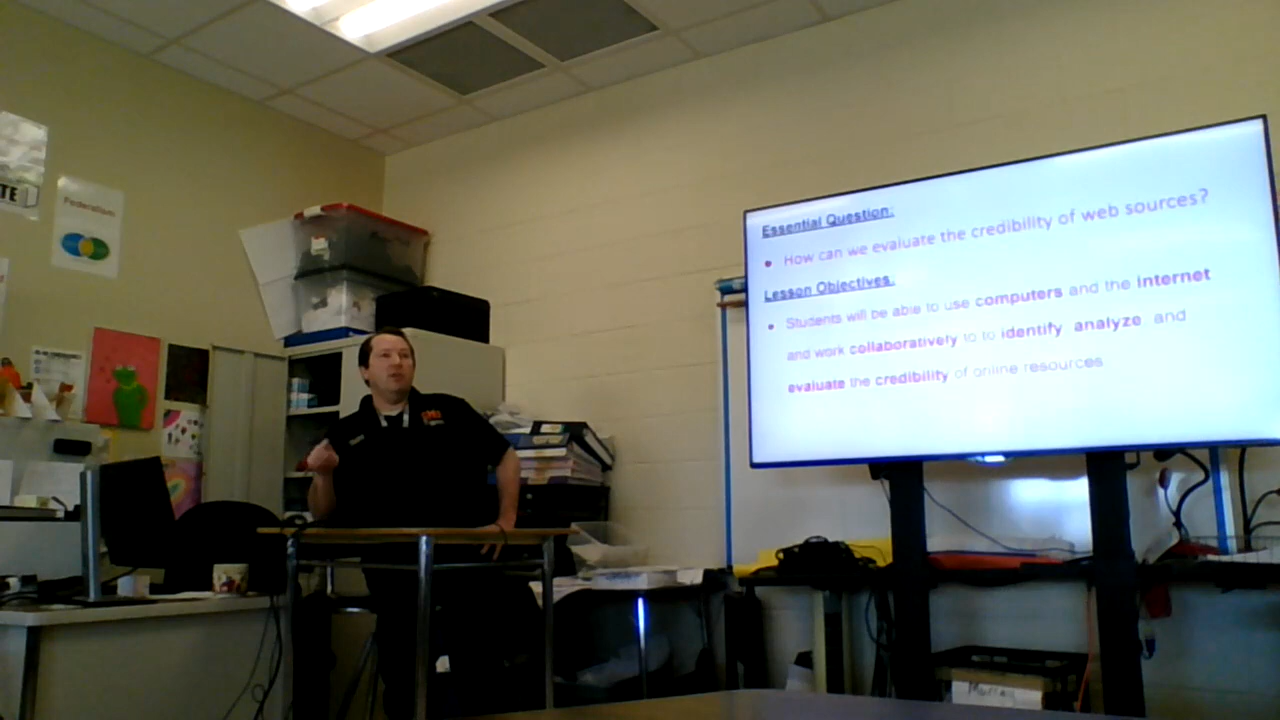 TE
Federalism
Essential Question:
• How can we evaluate the credibility of web sources?
Lesson Objectives:
• Students will be able to use computers and the internet
and work collaboratively to to identify analyze and
evaluate the credibility of online resources